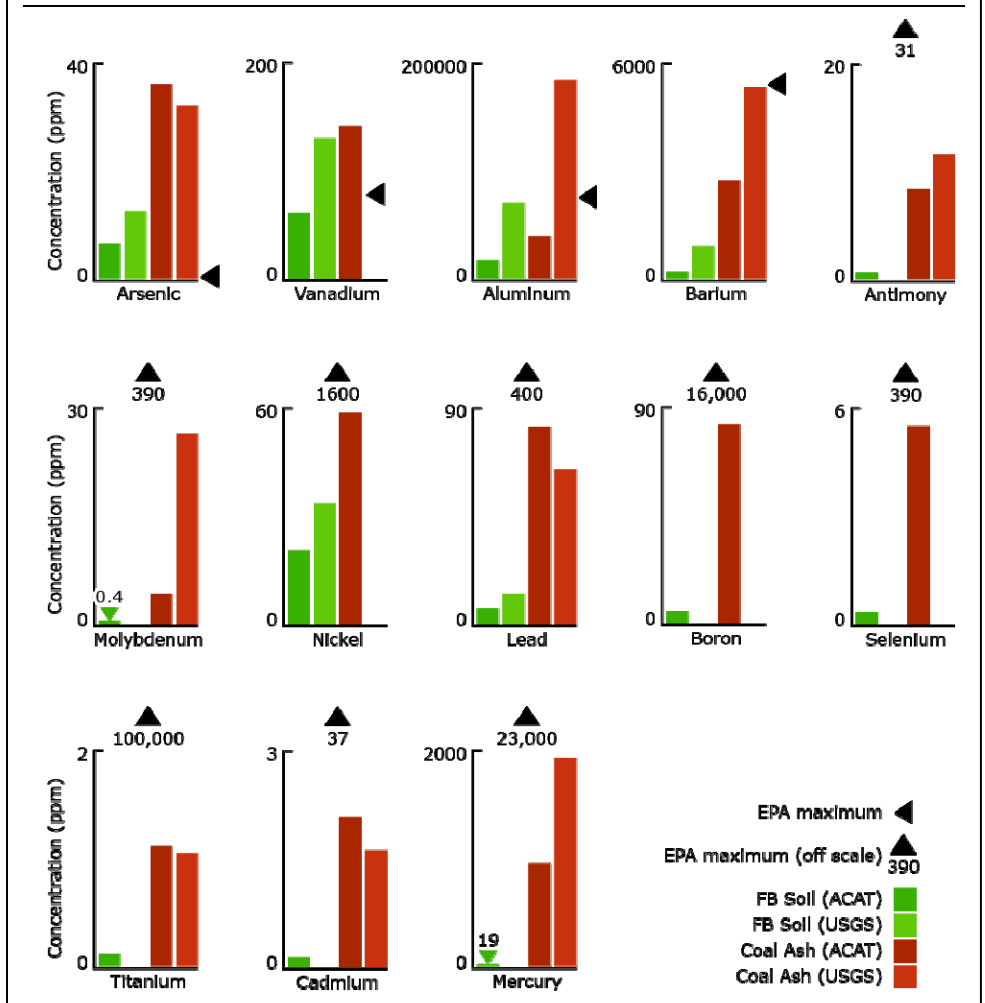 31
40
200
200000
6000
20
Concentration (ppm)
0
0
0
0
0
Arsenic
Vanadium
Aluminum
Barium
Antimony
390
1600
400
16,000
390
30
60
90
90
6
Concentration (ppm)
0.4
0
0
0
0
0
Molybdenum
Nickel
Lead
Boron
Selenium
100,000
37
23,000
2
3
2000
Concentration (ppm)
19
0
0
0
Titanium
Cadmium
Mercury
EPA maximum
EPA maximum (off scale)
390
FB Soil (ACAT)
FB Soil (USGS)
Coal Ash (ACAT)
Coal Ash (USGS)